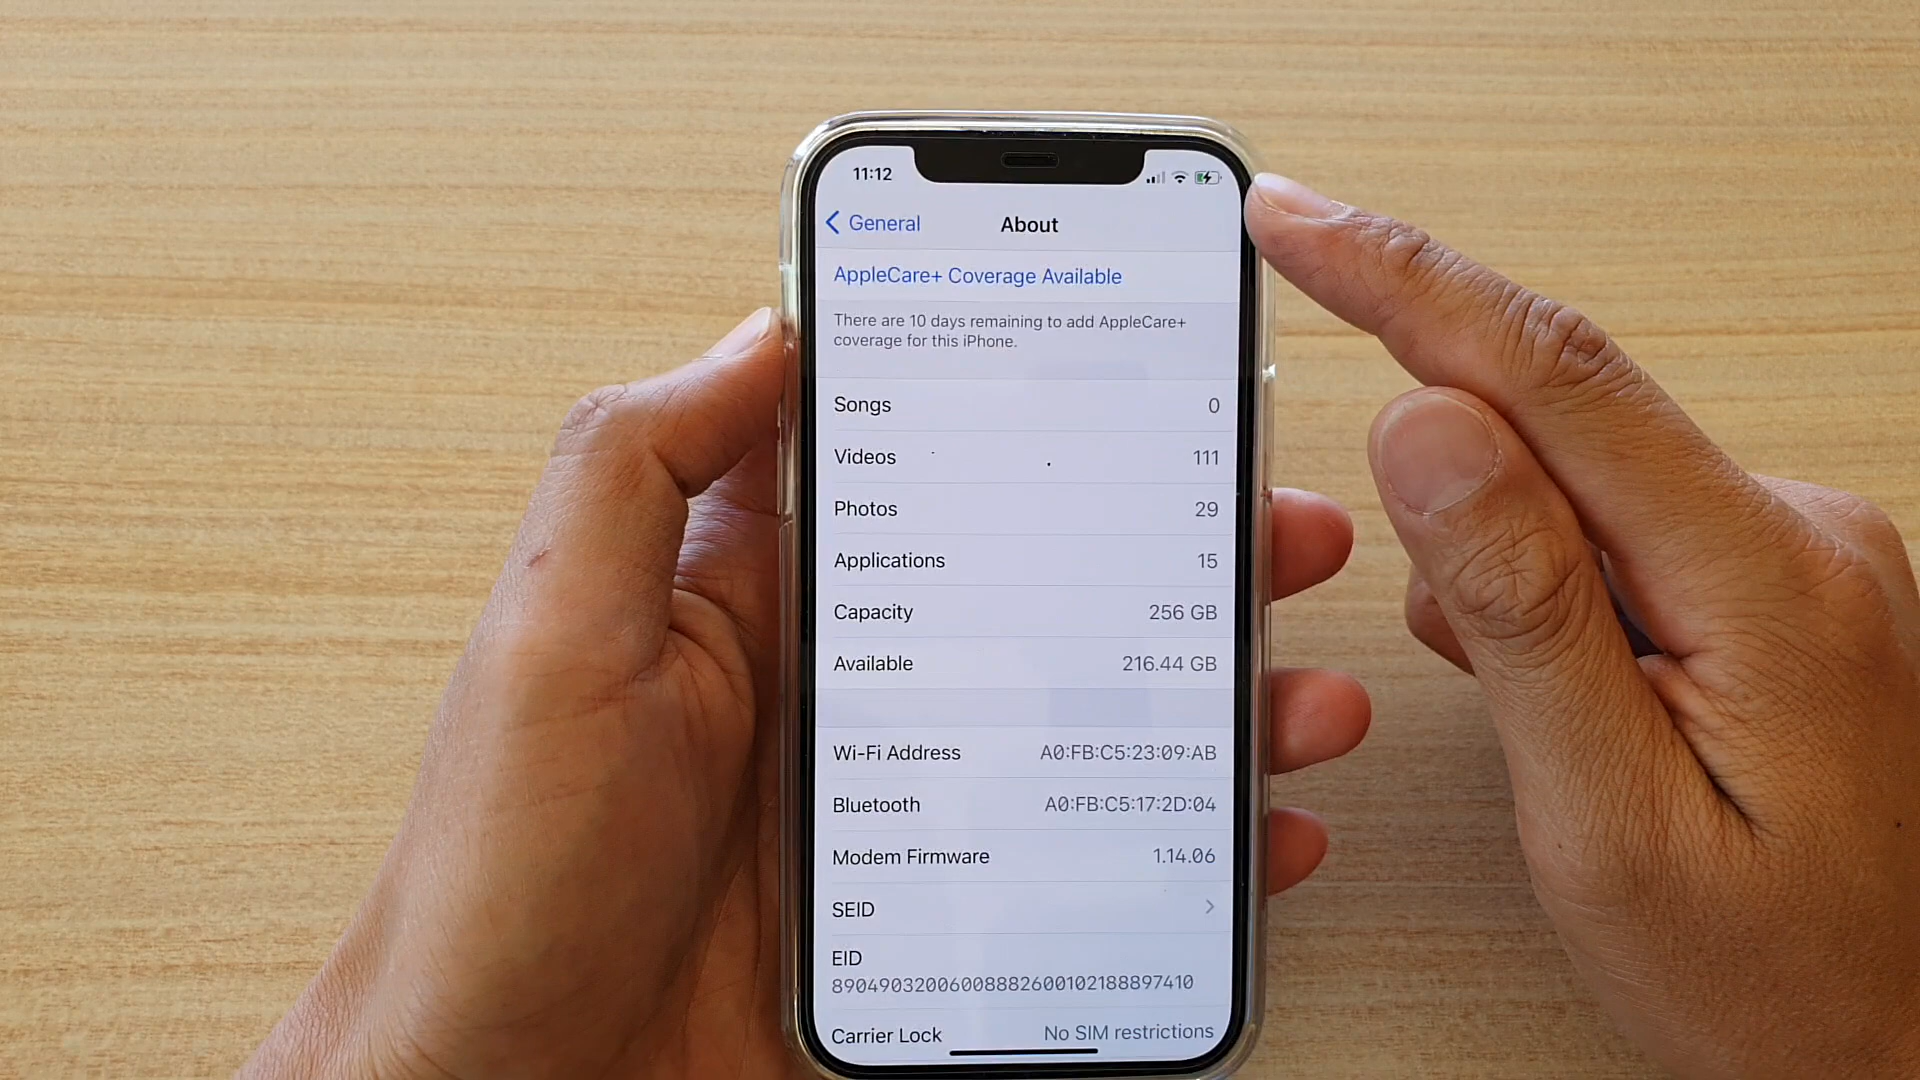 11:12
General
About
AppleCare+ Coverage Available
There are 10 days remaining to add AppleCare+
coverage for this iPhone.
Songs 0
Videos 111
Photos 29
Applications 15
Capacity 256 GB
Available 216.44 GB
Wi-Fi Address A0:FB:C5:23:09:AB
Bluetooth A0:FB:C5:17:2D:04
Modem Firmware 1.14.06
SEID
EID
89049032006008882600102188897410
Carrier Lock No SIM restrictions